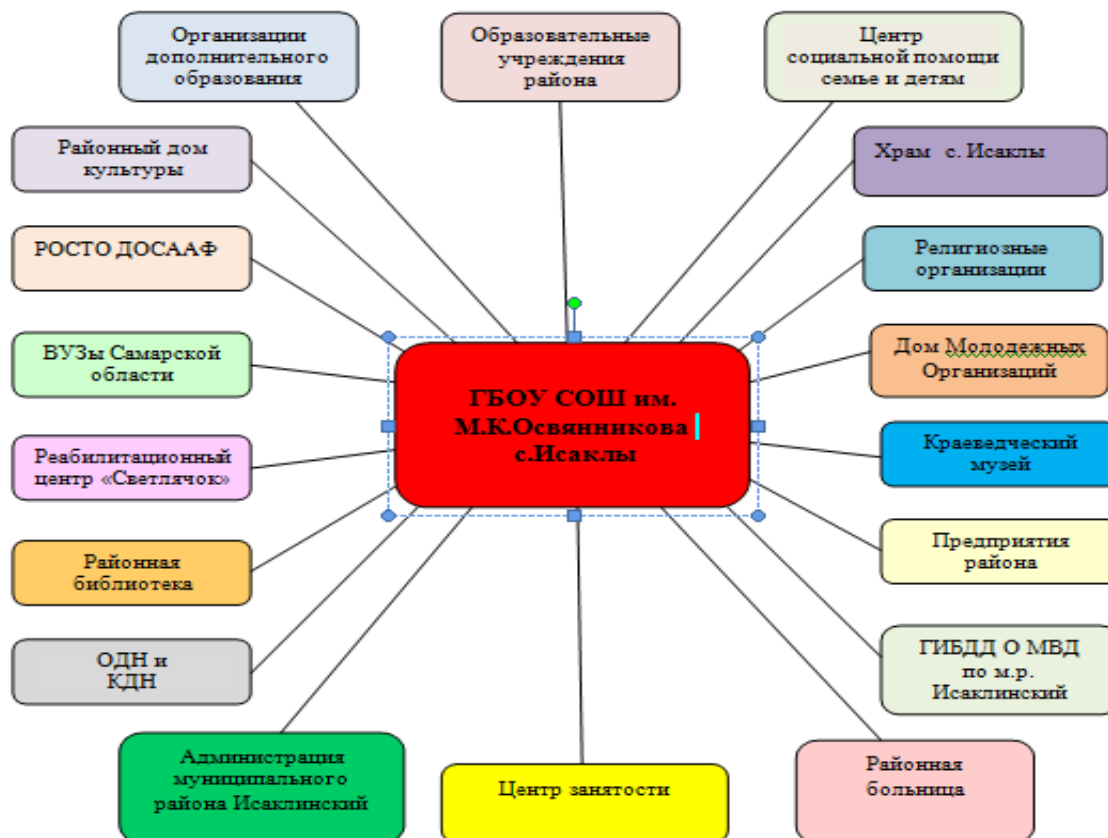 Организации
дополнительного
образования
Образовательные
учреждения
района
Центр
социальной помощи
семье и детям
Районный дом
культуры
Храм с. Исаклы
РОСТО ДОСААФ
Религиозные
организации
ВУЗы Самарской
области
Дом Молодежных
Организаций
ГБОУ СОШ им.
М.К.Освянникова
с.Исаклы
Реабилитационный
центр «Светлячок»
Краеведческий
музей
Районная
библиотека
Предприятия
района
ОДН и
КДН
ГИБДД О МВД
по м.р.
Исаклинский
Администрация
муниципального
района Исаклинский
Центр занятости
Районная
больница